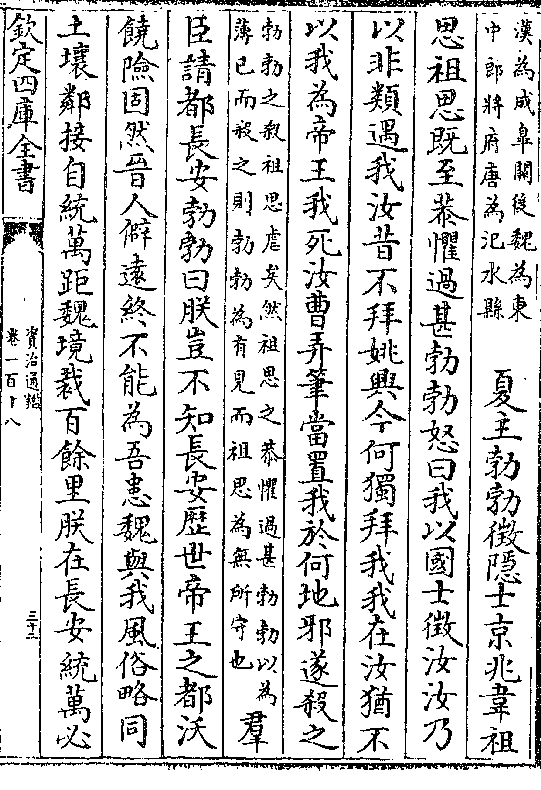 漢為成臯關後魏為東
中郎將府唐為汜水縣
夏主勃勃徵隱士京兆韋祖
思祖思既至恭懼過甚勃勃怒曰我以國士徵汝汝乃
以非類遇我汝昔不拜姚興今何獨拜我我在汝猶不
以我為帝王我死汝曹弄筆當置我於何地邪遂殺之
勃勃之殺祖思虐矣然祖思之恭懼過甚勃勃以為
薄已而殺之則勃勃為有見而祖思為無所守也
羣
臣請都長安勃勃曰朕豈不知長安歷世帝王之都沃
饒險固然晉人僻遠終不能為吾患魏與我風俗略同
土壤鄰接自統萬距魏境裁百餘里朕在長安統萬必
欽定四庫全書
資治通鑑
卷一百十八
三十三